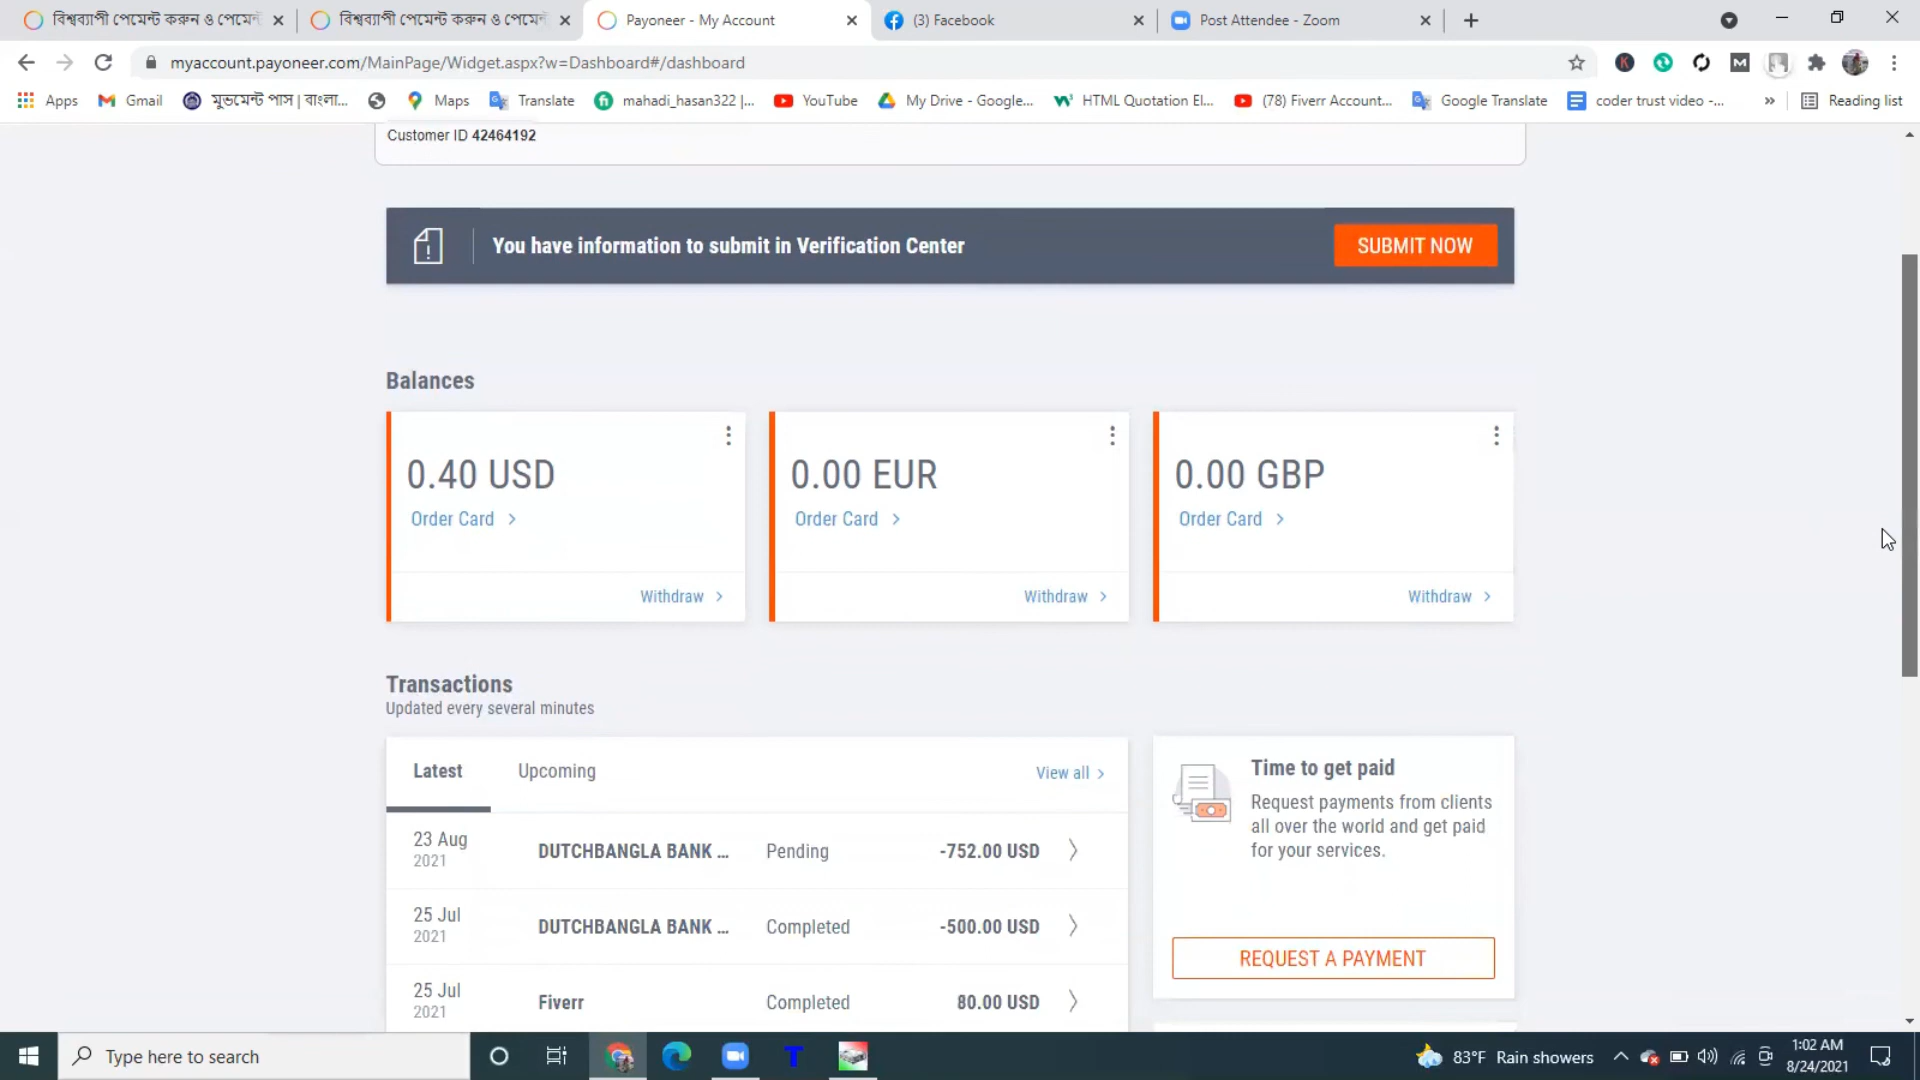 বিশ্বব্যাপী পেমেন্ট করুন ও পেমেন্ট
বিশ্বব্যাপী পেমেন্ট করুন ও পেমেন্ট
Payoneer - My Account
(3) Facebook
Post Attendee - Zoom
myaccount.payoneer.com/MainPage/Widget.aspx?w=Dashboard#/dashboard
Apps
Gmail
মুভমেন্ট পাস | বাংলা...
Maps
Translate
mahadi_hasan322 |...
YouTube
My Drive - Google...
HTML Quotation El...
(78) Fiverr Account...
Google Translate
coder trust video -...
Reading list
Customer ID 42464192
You have information to submit in Verification Center
SUBMIT NOW
Balances
0.40 USD
Order Card
Withdraw
0.00 EUR
Order Card
Withdraw
0.00 GBP
Order Card
Withdraw
Transactions
Updated every several minutes
Latest
Upcoming
View all
23 Aug
2021
DUTCHBANGLA BANK ...
Pending
-752.00 USD
25 Jul
2021
DUTCHBANGLA BANK ...
Completed
-500.00 USD
25 Jul
2021
Fiverr
Completed
80.00 USD
Time to get paid
Request payments from clients
all over the world and get paid
for your services.
REQUEST A PAYMENT
Type here to search
83°F Rain showers
1:02 AM
8/24/2021